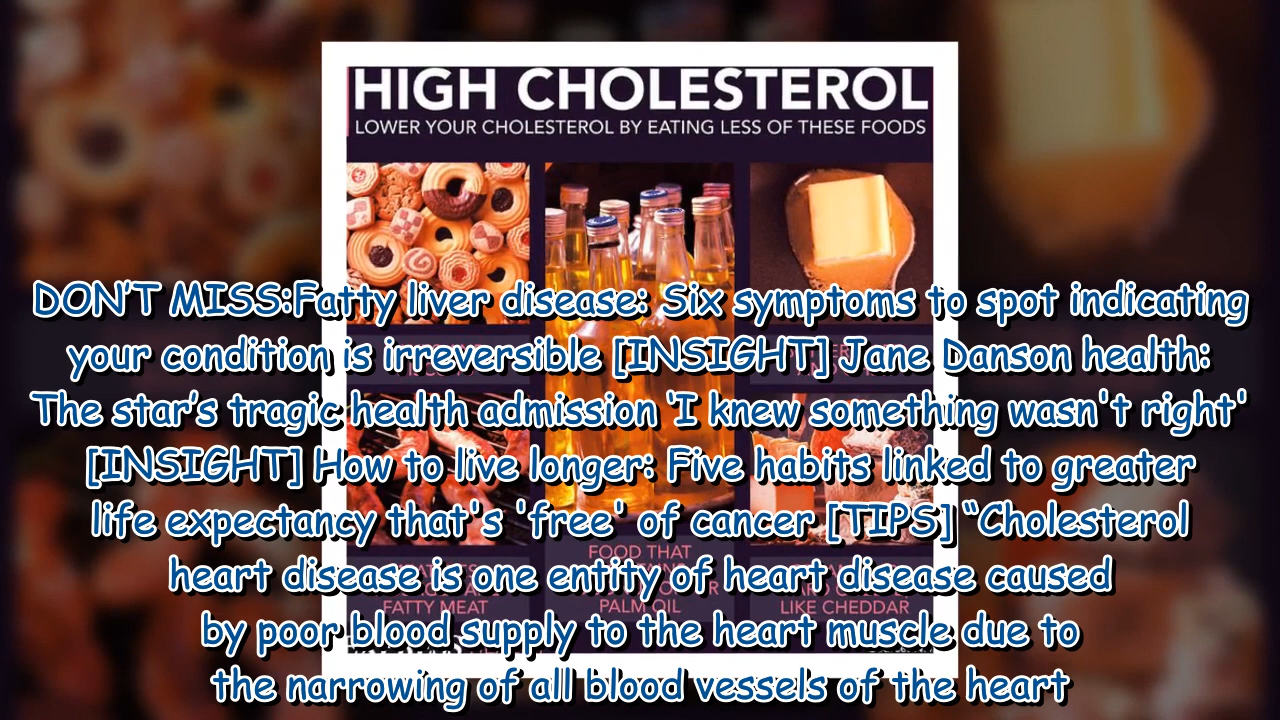 HIGH CHOLESTEROL
LOWER YOUR CHOLESTEROL BY EATING LESS OF THESE FOODS
DON'T MISS:Fatty liver disease: Six symptoms to spot indicating
your condition is irreversible [INSIGHT] Jane Danson health:
The star’s tragic health admission ‘I knew something wasn't right'
[INSIGHT] How to live longer: Five habits linked to greater
life expectancy that's 'free' of cancer [TIPS] “Cholesterol
heart disease is one entity of heart disease caused
by poor blood supply to the heart muscle due to
the narrowing of all blood vessels of the heart
FOOD THAT
PALM OIL
FATTY MEAT
LIKE CHEDDAR